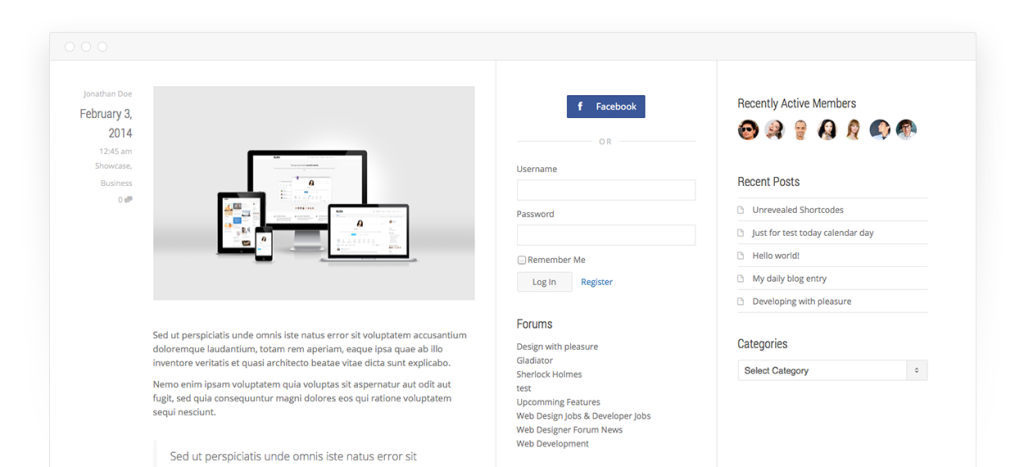 Jonathan Doe
February 3,
2014
12:45 am
Showcase,
Business
0
Sed ut perspiciatis unde omnis iste natus error sit voluptatem accusantium
doloremque laudantium, totam rem aperiam, eaque ipsa quae ab illo
inventore veritatis et quasi architecto beatae vitae dicta sunt explicabo.
Nemo enim ipsam voluptatem quia voluptas sit aspernatur aut odit aut
fugit, sed quia consequuntur magni dolores eos qui ratione voluptatem
sequi nesciunt.
Sed ut perspiciatis unde omnis iste natus error sit
f Facebook
OR
Username
Password
Remember Me
Log In Register
Forums
Design with pleasure
Gladiator
Sherlock Holmes
test
Upcomming Features
Web Design Jobs & Developer Jobs
Web Designer Forum News
Web Development
Recently Active Members
Recent Posts
Unrevealed Shortcodes
Just for test today calendar day
Hello world!
My daily blog entry
Developing with pleasure
Categories
Select Category